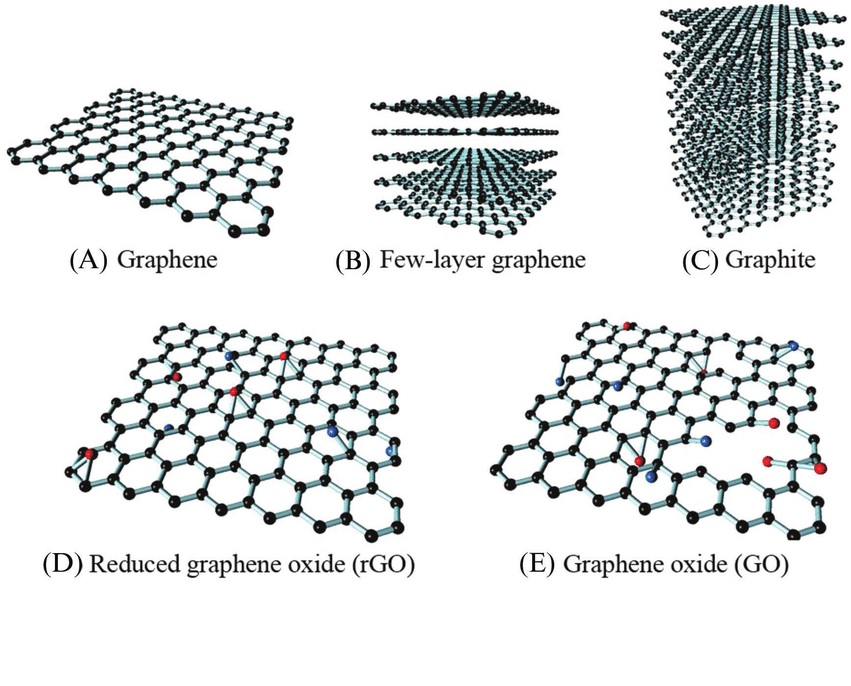 (A) Graphene
(B) Few-layer graphene
(C) Graphite
(D) Reduced graphene oxide (rGO)
(E) Graphene oxide (GO)